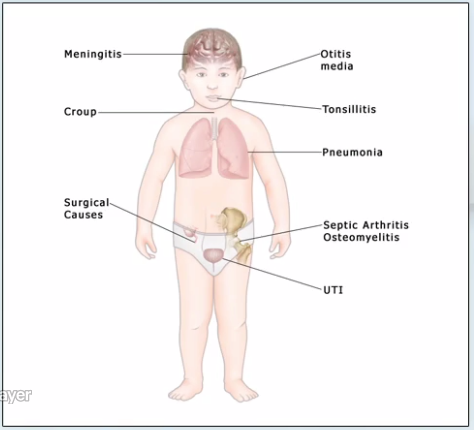 Meningitis
Otitis
media
Croup
Tonsillitis
Pneumonia
Surgical
Causes
Septic Arthritis
Osteomyelitis
UTI
ayer